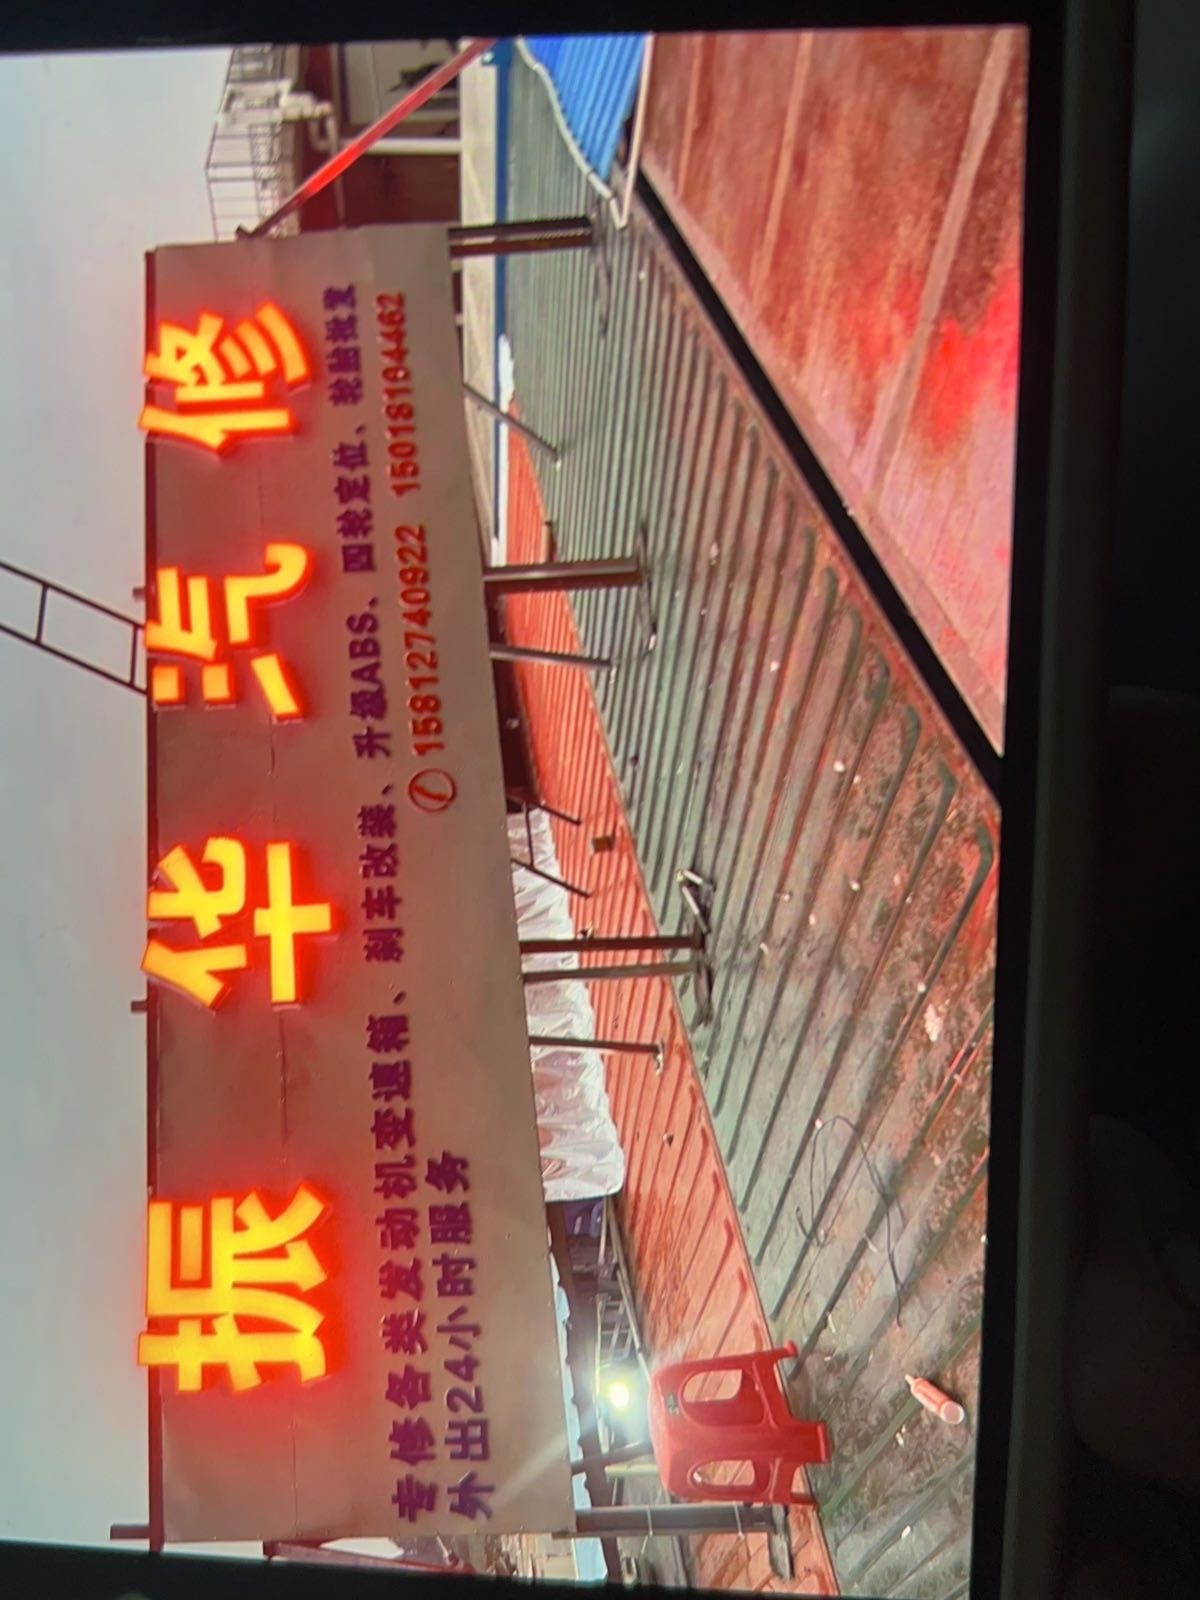 振华汽修
专修各类发动机变速箱、刹车改装、升级ABS、四轮定位、轮胎批发
外出24小时服务
15812740922 15018184462